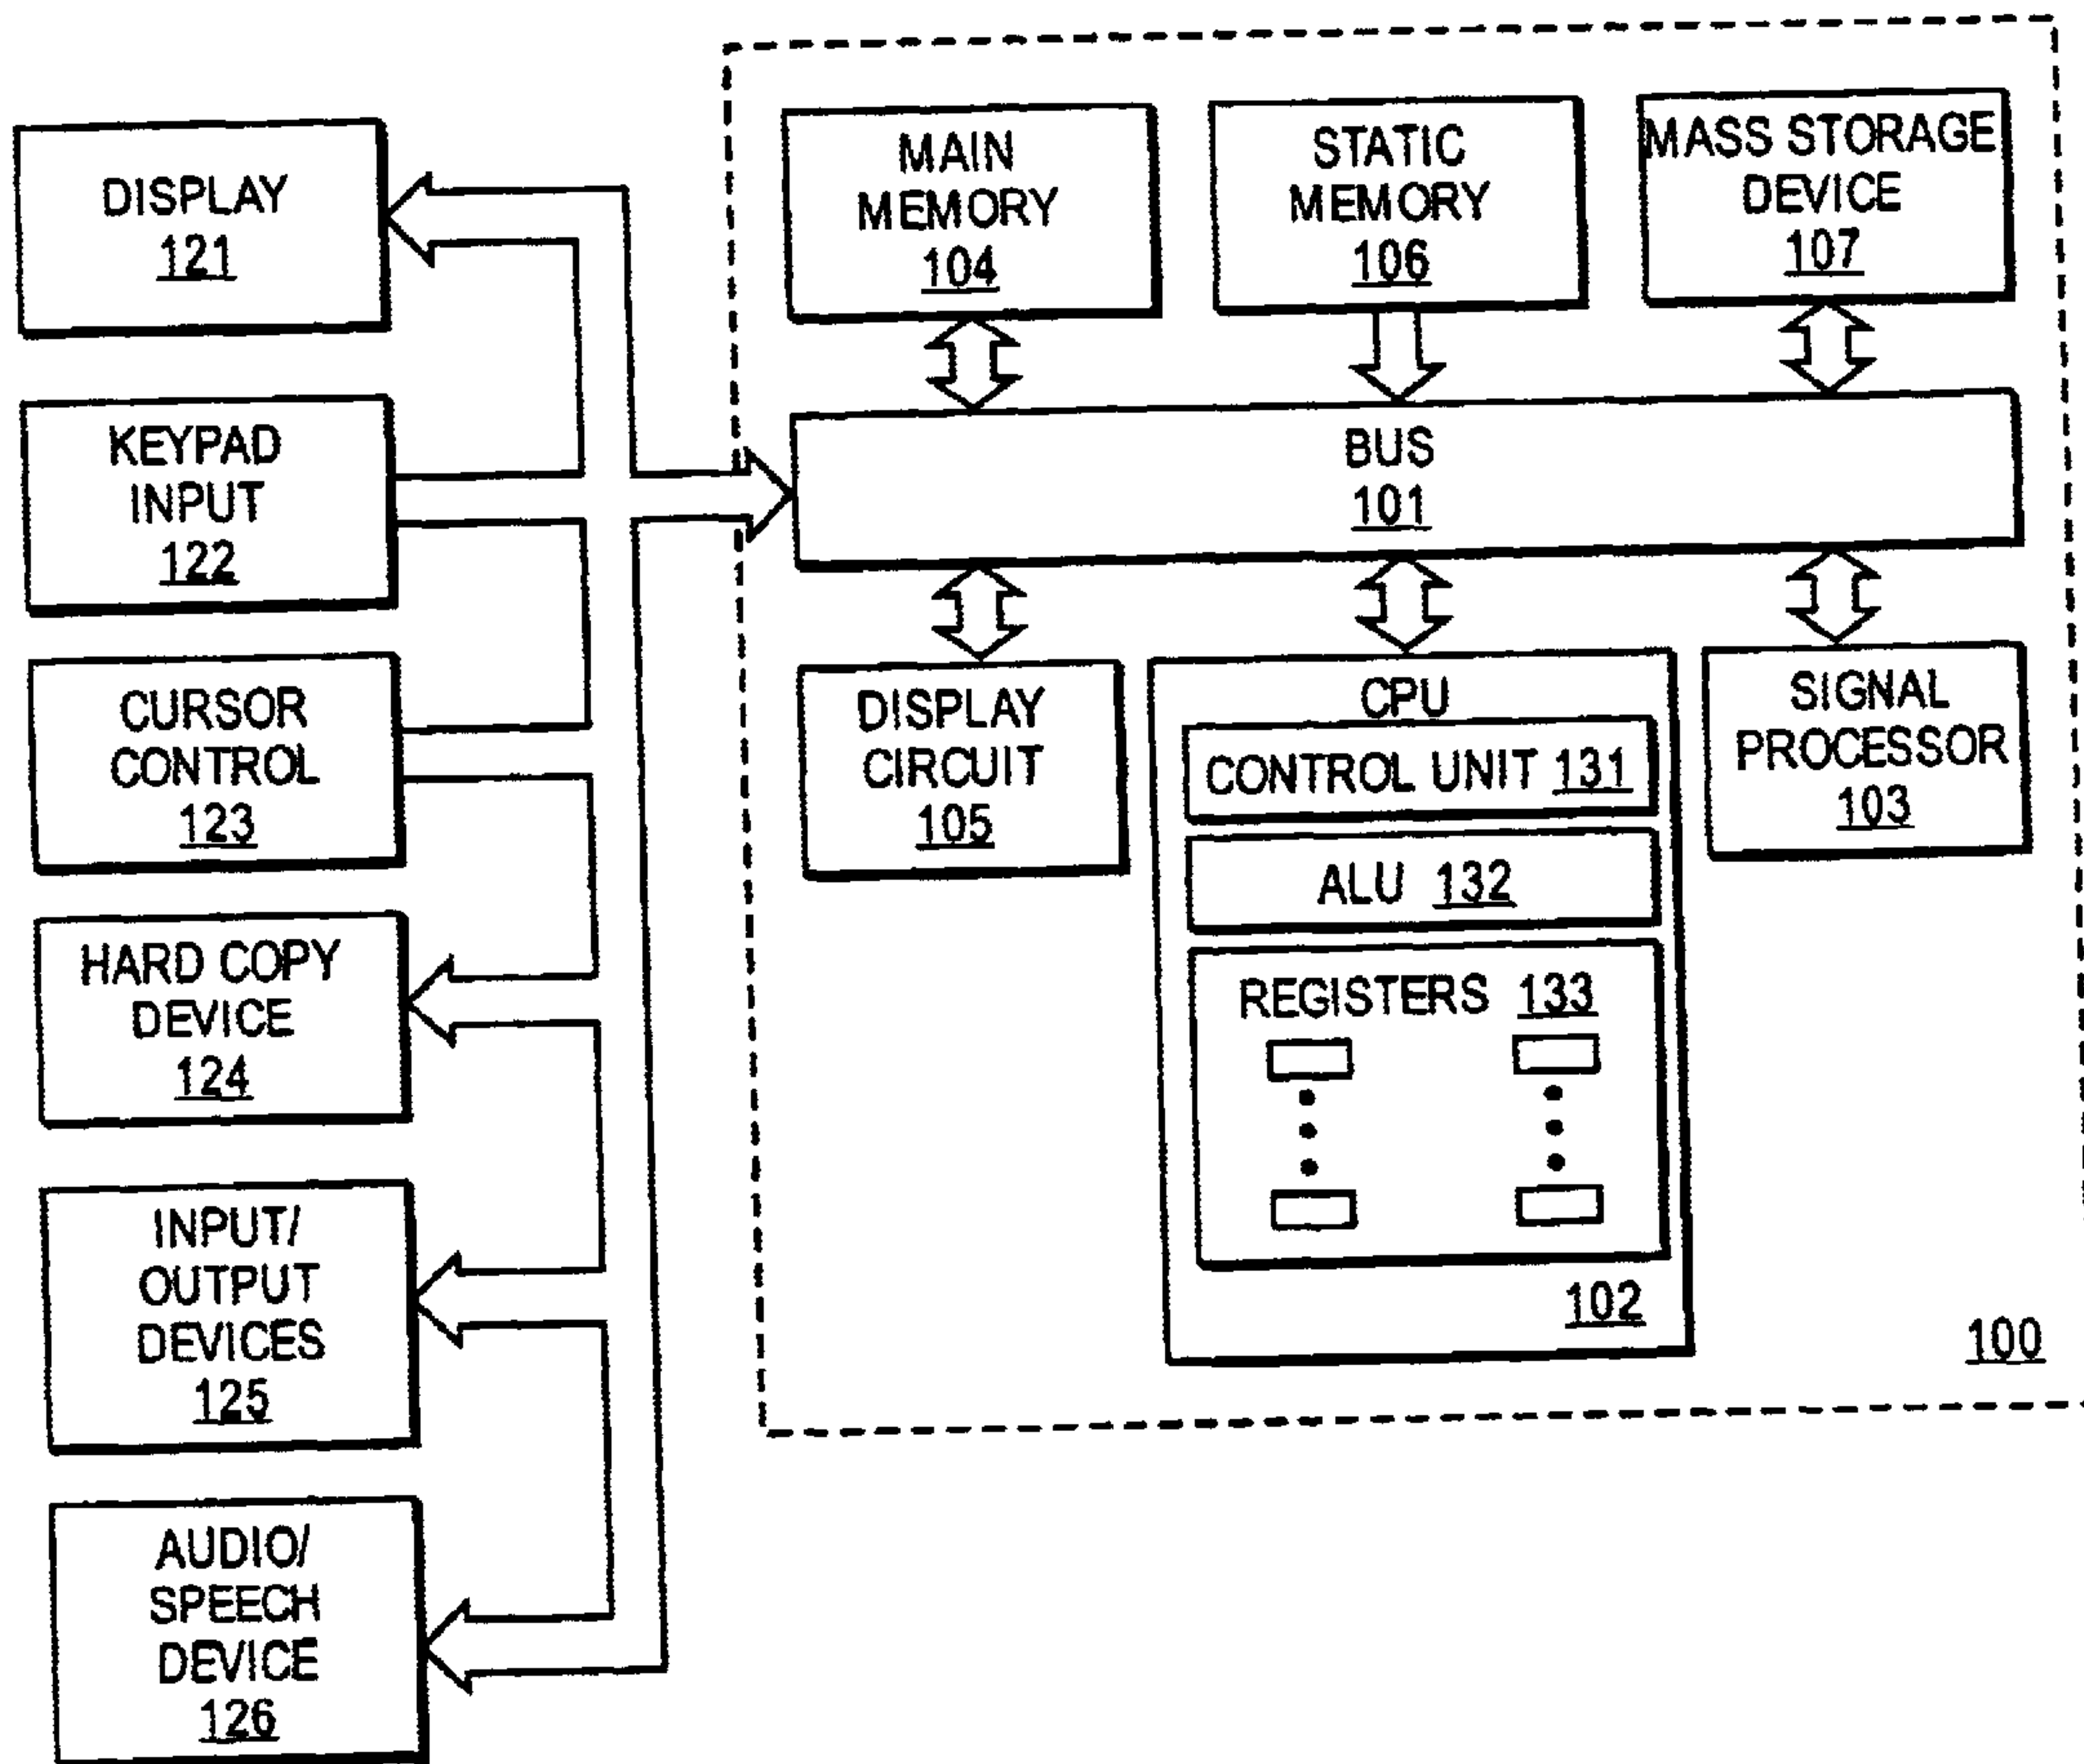 DISPLAY
121
KEYPAD
INPUT
122
CURSOR
CONTROL
123
HARD COPY
DEVICE
124
INPUT/
OUTPUT
DEVICES
125
AUDIO/
SPEECH
DEVICE
126
MAIN
MEMORY
104
STATIC
MEMORY
106
MASS STORAGE
DEVICE
107
BUS
101
DISPLAY
CIRCUIT
105
CPU
CONTROL UNIT 131
ALU 132
REGISTERS 133
102
SIGNAL
PROCESSOR
103
100